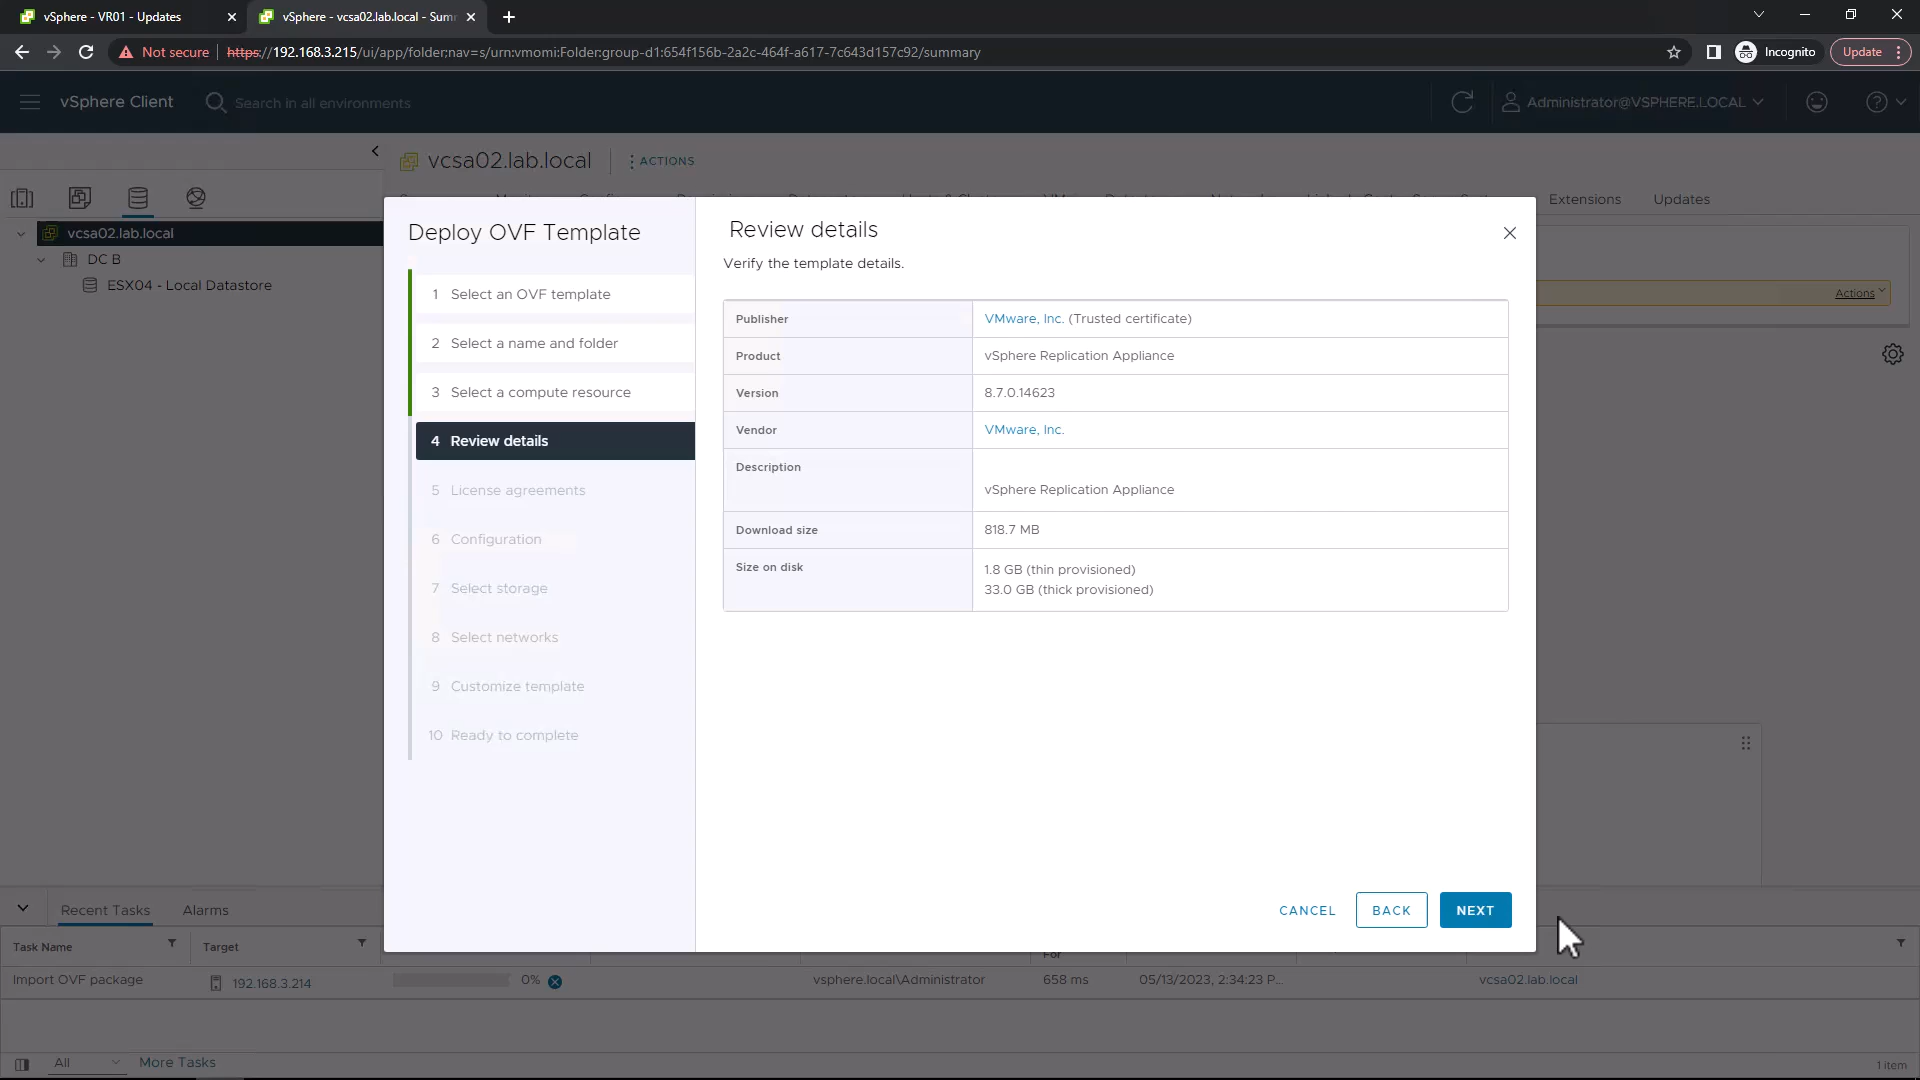 vSphere - VR01 - Updates
vSphere - vcsa02.lab.local - Sum
Not secure
https://192.168.3.215/ui/app/folder;nav=s/urn:vmomi:Folder:group-d1:654f156b-2a2c-464f-a617-7c643d157c92/summary
Incognito
Update
vSphere Client
Search in all environments
Administrator@VSPHERE.LOCAL
vcsa02.lab.local
ACTIONS
Extensions
Updates
vcsa02.lab.local
DC B
ESX04 - Local Datastore
Actions
Deploy OVF Template
1 Select an OVF template
2 Select a name and folder
3 Select a compute resource
4 Review details
5 License agreements
6 Configuration
7 Select storage
8 Select networks
9 Customize template
10 Ready to complete
Review details
Verify the template details.
Publisher VMware, Inc. (Trusted certificate)
Product vSphere Replication Appliance
Version 8.7.0.14623
Vendor VMware, Inc.
Description
vSphere Replication Appliance
Download size 818.7 MB
Size on disk 1.8 GB (thin provisioned)
33.0 GB (thick provisioned)
CANCEL BACK NEXT
Recent Tasks Alarms
Task Name Target For
Import OVF package 192.168.3.214 0% vsphere.local\Administrator 658 ms 05/13/2023, 2:34:23 P... vcsa02.lab.local
All More Tasks
1 item